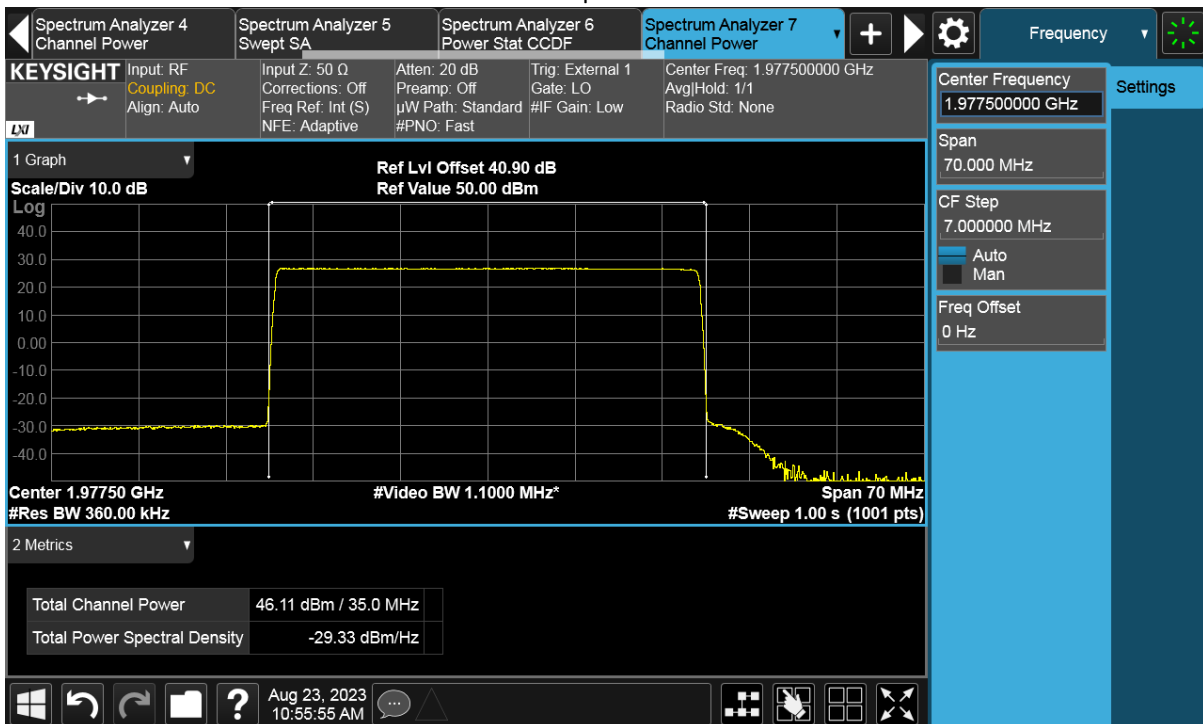 Spectrum Analyzer 4
Channel Power
Spectrum Analyzer 5
Swept SA
Spectrum Analyzer 6
Power Stat CCDF
Spectrum Analyzer 7
Channel Power
Frequency
KEYSIGHT
LXI
Input: RF
Coupling: DC
Align: Auto
Input Z: 50 Ω
Corrections: Off
Freq Ref: Int (S)
NFE: Adaptive
Atten: 20 dB
Preamp: Off
µW Path: Standard
#PNO: Fast
Trig: External 1
Gate: LO
#IF Gain: Low
Center Freq: 1.977500000 GHz
Avg|Hold: 1/1
Radio Std: None
Center Frequency
1.977500000 GHz
Settings
Span
70.000 MHz
CF Step
7.000000 MHz
Auto
Man
Freq Offset
0 Hz
1 Graph
Scale/Div 10.0 dB
Ref Lvl Offset 40.90 dB
Ref Value 50.00 dBm
Log
40.0
30.0
20.0
10.0
0.00
-10.0
-20.0
-30.0
-40.0
Center 1.97750 GHz
#Video BW 1.1000 MHz*
Span 70 MHz
#Res BW 360.00 kHz
#Sweep 1.00 s (1001 pts)
2 Metrics
Total Channel Power 46.11 dBm / 35.0 MHz
Total Power Spectral Density -29.33 dBm/Hz
?
Aug 23, 2023
10:55:55 AM